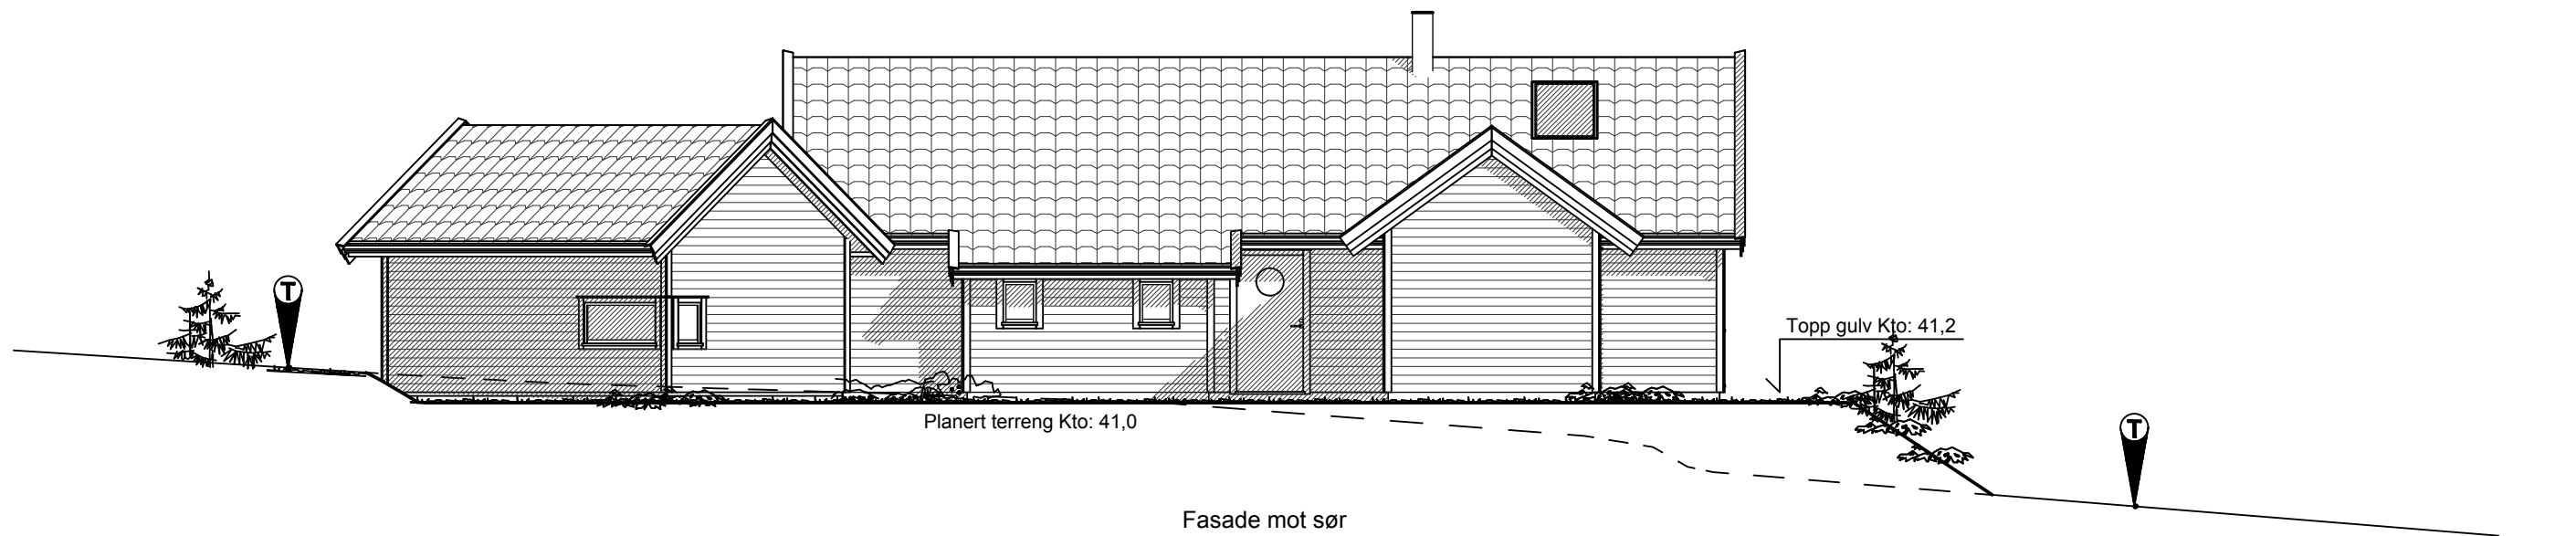 T
Topp gulv Kto: 41,2
Planert terreng Kto: 41,0
T
Fasade mot sør